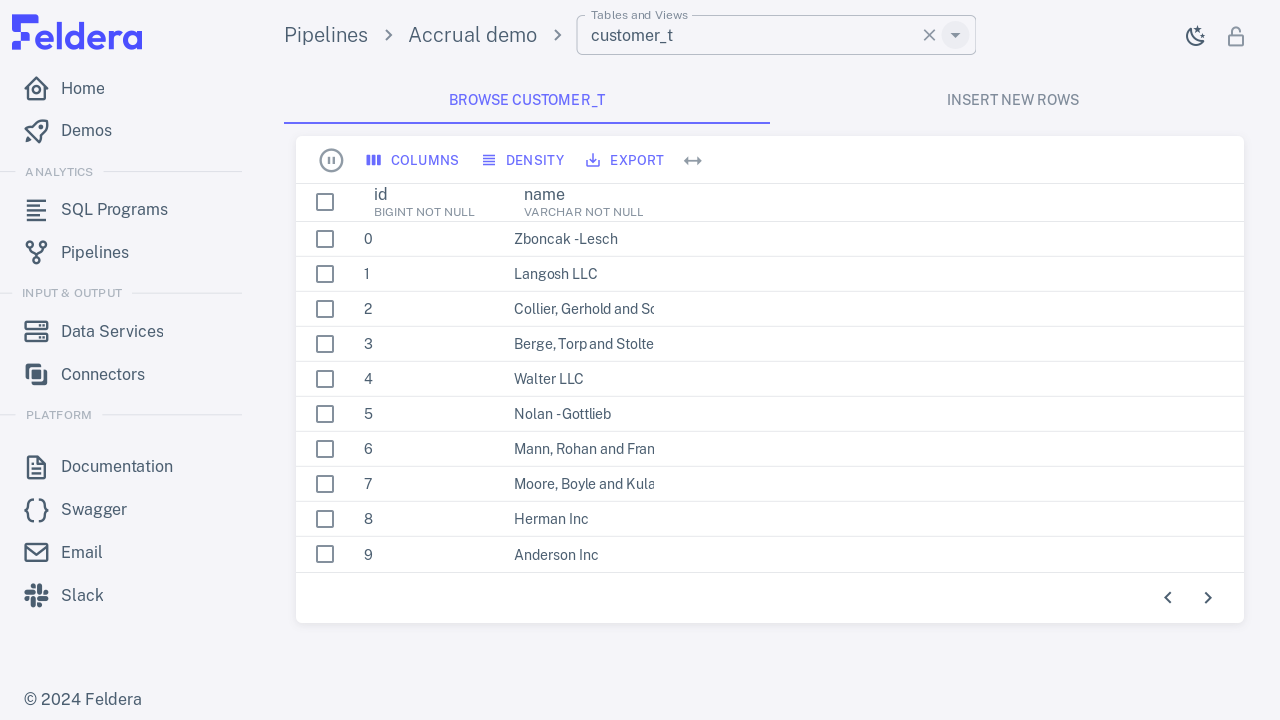 Feldera
Pipelines
Accrual demo
Tables and Views
customer_t
Home
Demos
ANALYTICS
SQL Programs
Pipelines
INPUT & OUTPUT
Data Services
Connectors
PLATFORM
Documentation
Swagger
Email
Slack
© 2024 Feldera
BROWSE CUSTOMER_T
INSERT NEW ROWS
COLUMNS
DENSITY
EXPORT
id
BIGINT NOT NULL
name
VARCHAR NOT NULL
0 Zboncak - Lesch
1 Langosh LLC
2 Collier, Gerhold and Sc
3 Berge, Torp and Stolte
4 Walter LLC
5 Nolan - Gottlieb
6 Mann, Rohan and Fran
7 Moore, Boyle and Kula
8 Herman Inc
9 Anderson Inc